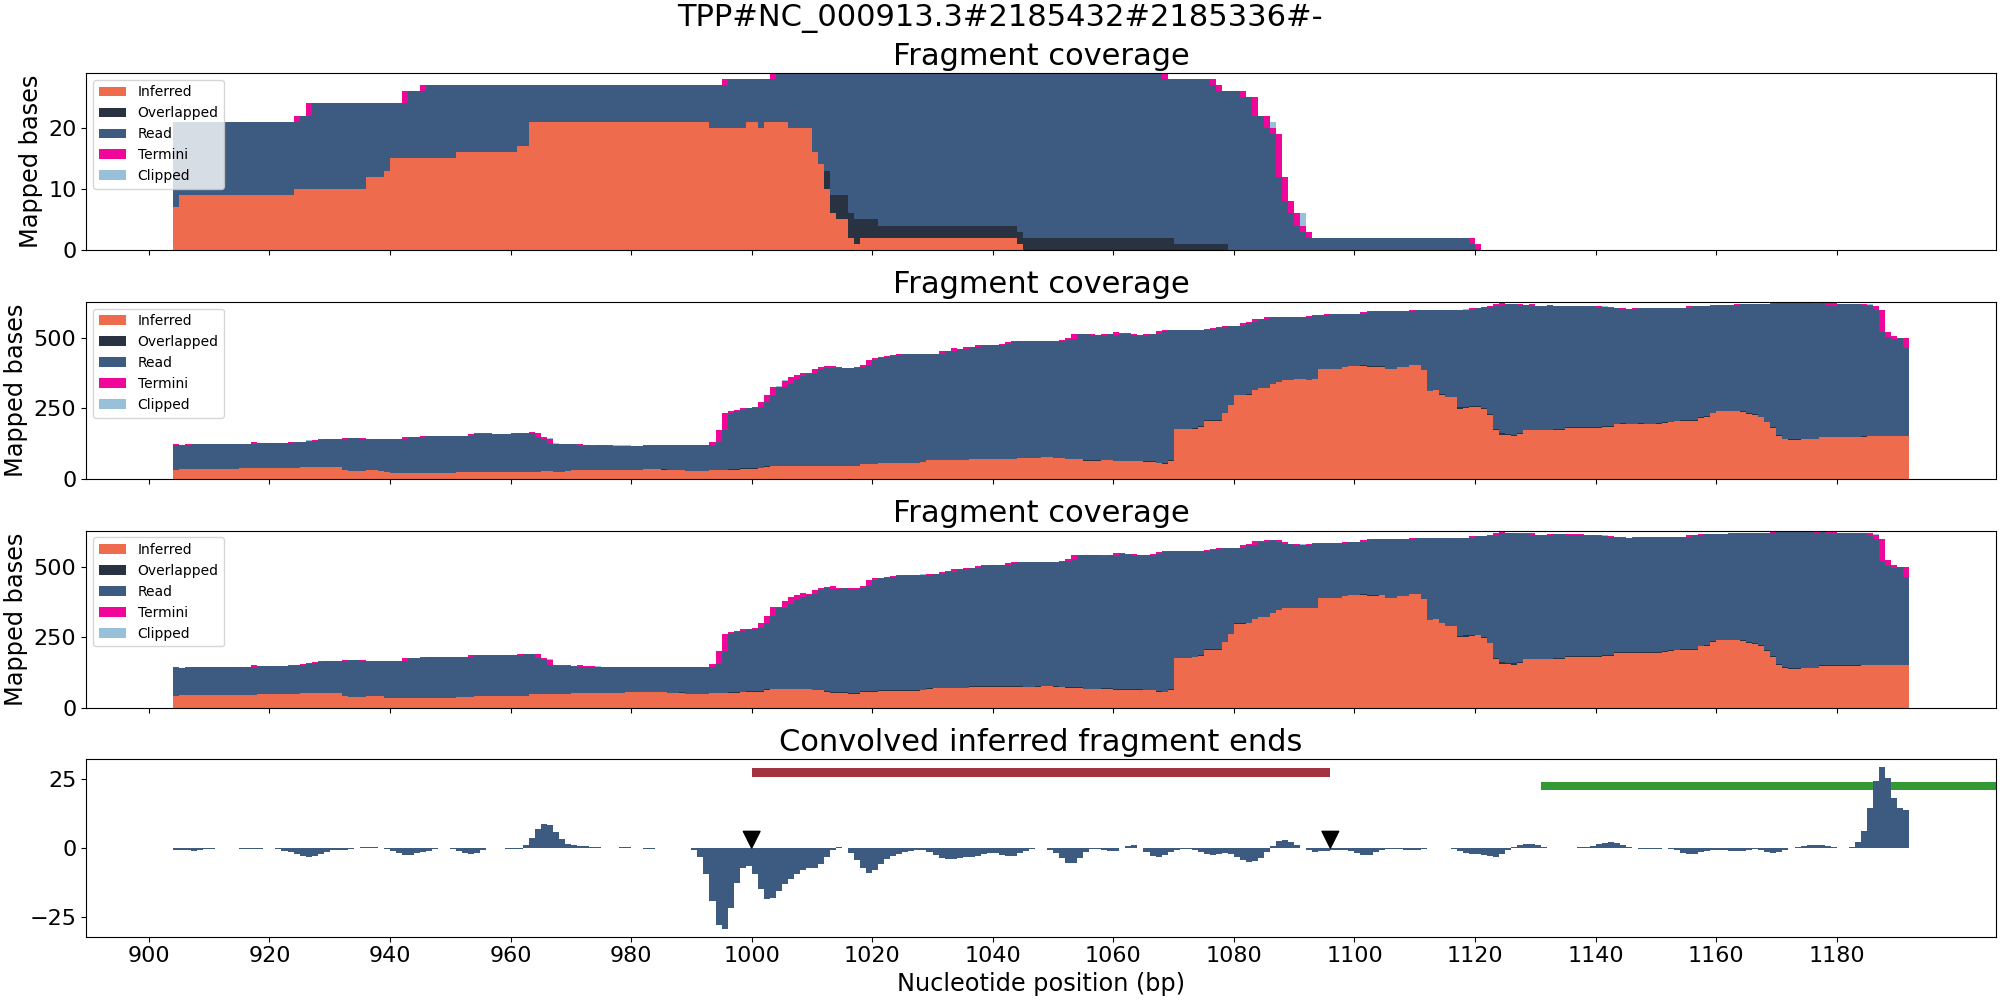 TPP#NC_000913.3#2185432#2185336#-
Fragment coverage
Mapped bases
20
10
0
Inferred
Overlapped
Read
Termini
Clipped
Fragment coverage
Mapped bases
500
250
0
Inferred
Overlapped
Read
Termini
Clipped
Fragment coverage
Mapped bases
500
250
0
Inferred
Overlapped
Read
Termini
Clipped
Convolved inferred fragment ends
25
0
−25
900 920 940 960 980 1000 1020 1040 1060 1080 1100 1120 1140 1160 1180
Nucleotide position (bp)